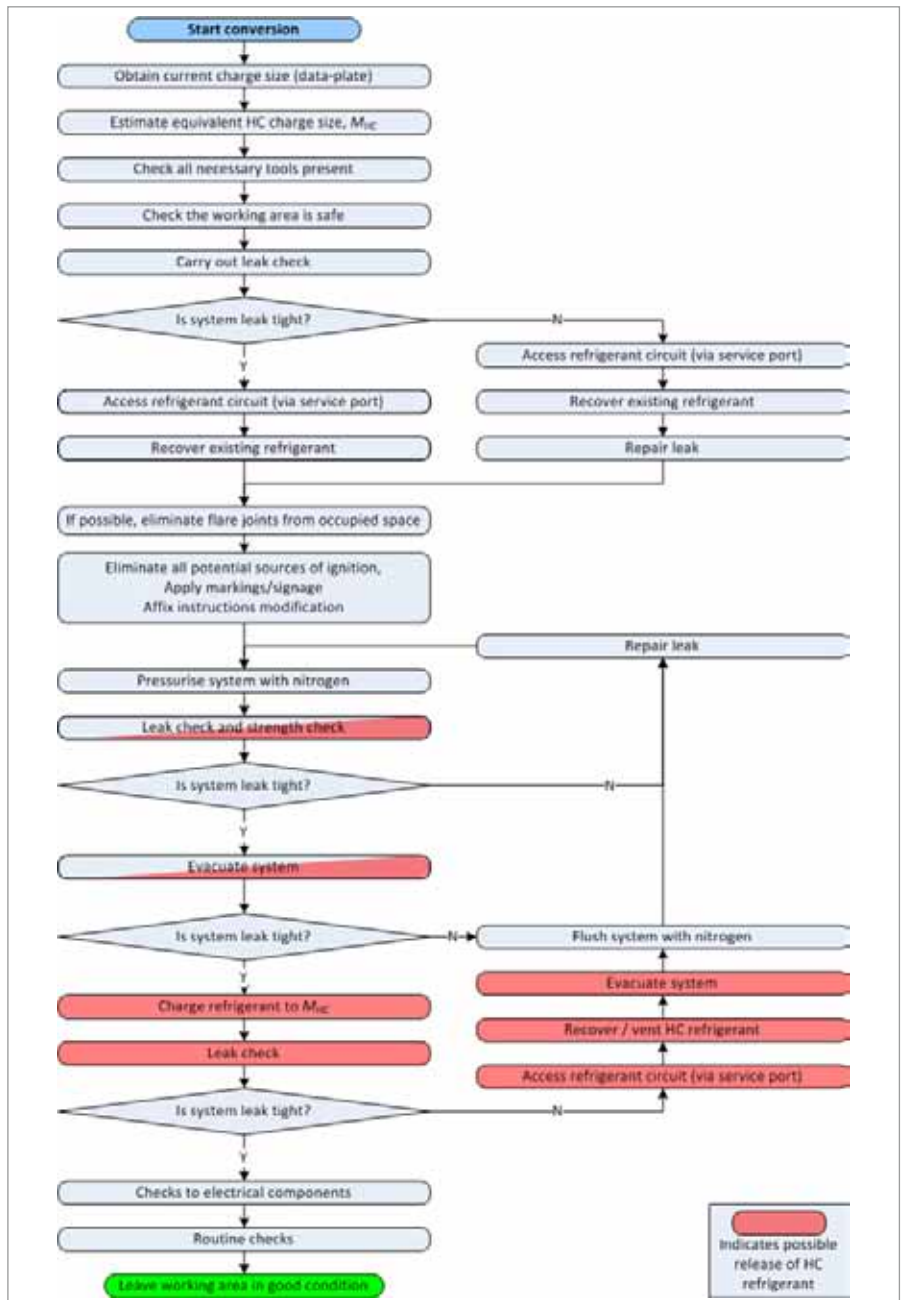 Start conversion
Obtain current charge size (data-plate)
Estimate equivalent HC charge size, MHC
Check all necessary tools present
Check the working area is safe
Carry out leak check
Is system leak tight?
N
Y
Access refrigerant circuit (via service port)
Recover existing refrigerant
Repair leak
Access refrigerant circuit (via service port)
Recover existing refrigerant
If possible, eliminate flare joints from occupied space
Eliminate all potential sources of ignition,
Apply markings/signage
Affix instructions modification
Repair leak
Pressurise system with nitrogen
Leak check and strength check
Is system leak tight?
N
Y
Evacuate system
Is system leak tight?
N
Flush system with nitrogen
Y
Evacuate system
Charge refrigerant to MHC
Recover / vent HC refrigerant
Leak check
Access refrigerant circuit (via service port)
Is system leak tight?
N
Y
Checks to electrical components
Routine checks
Leave working area in good condition
Indicates possible
release of HC
refrigerant